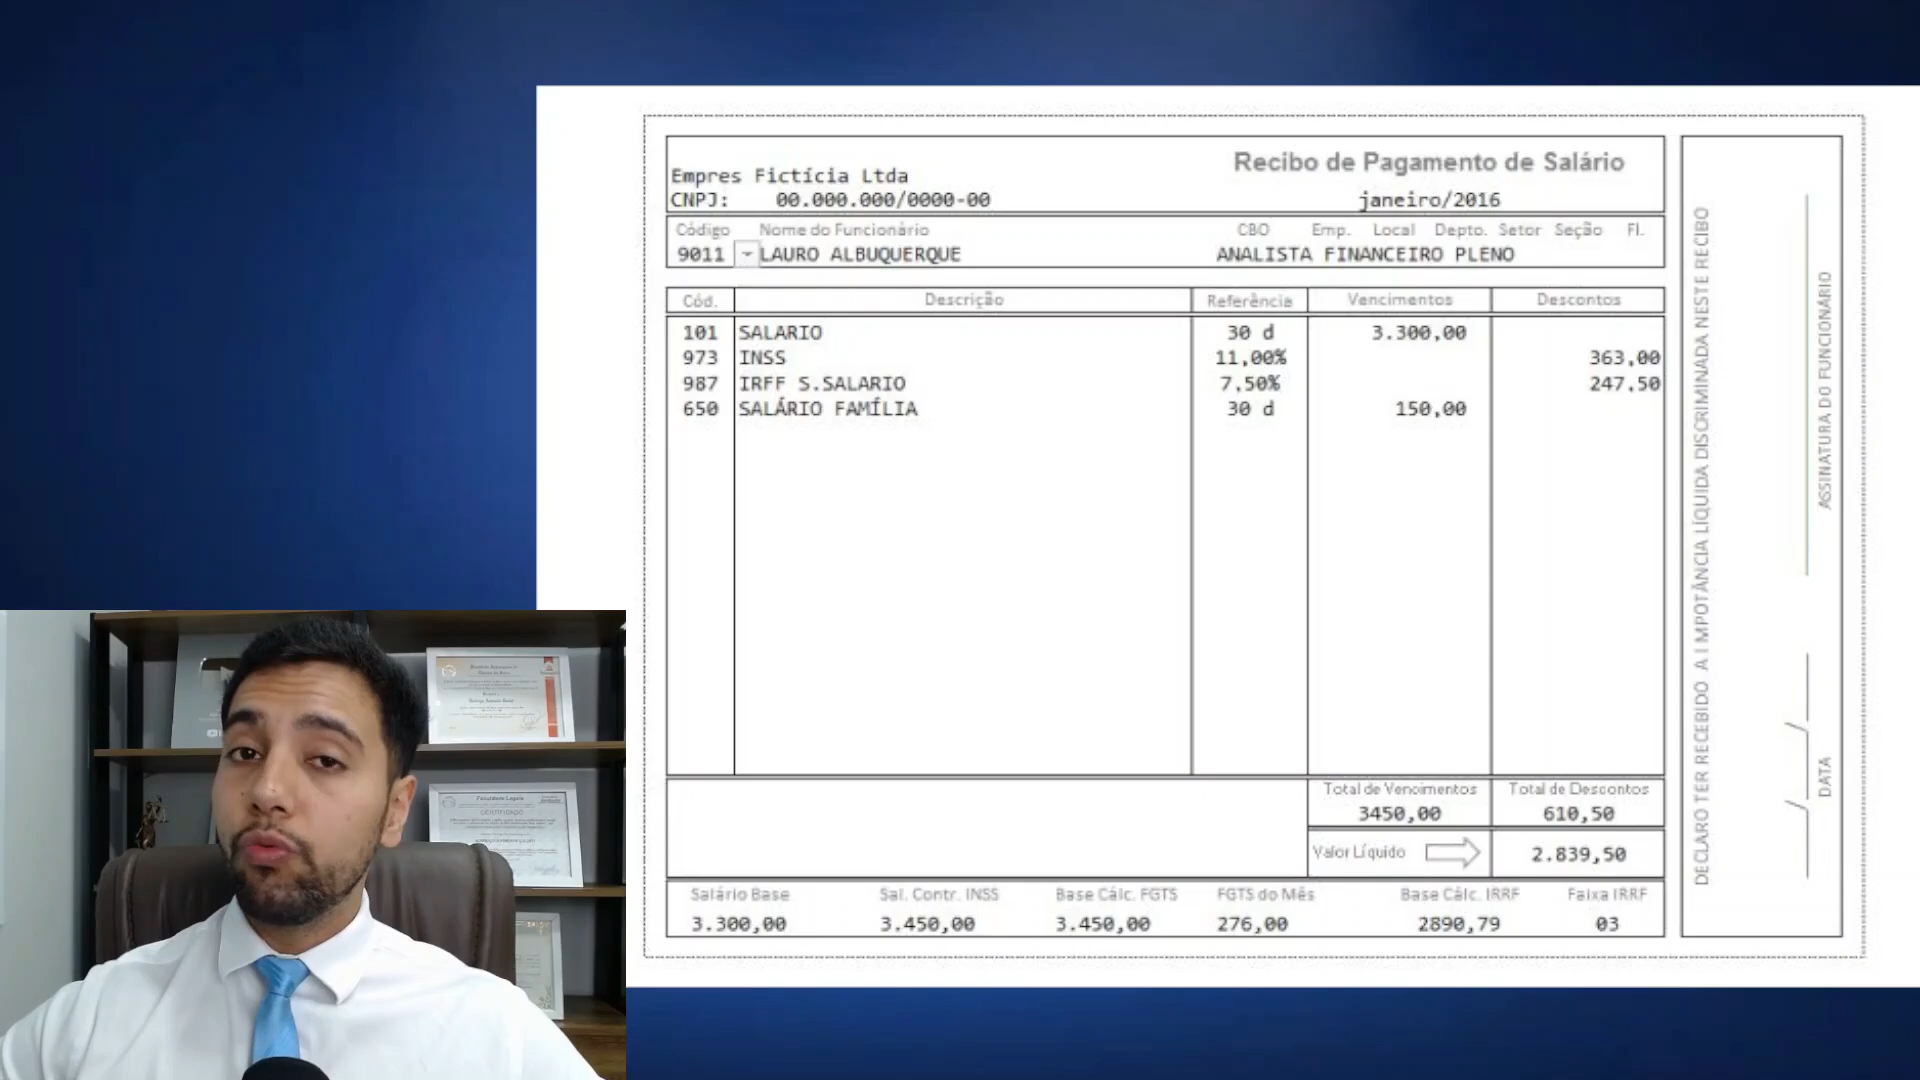 Recibo de Pagamento de Salário
Empres Fictícia Ltda
CNPJ: 00.000.000/0000-00 janeiro/2016
Código Nome do Funcionário CBO Emp. Local Depto. Setor Seção Fl.
9011 LAURO ALBUQUERQUE ANALISTA FINANCEIRO PLENO
Cód. Descrição Referência Vencimentos Descontos
101 SALARIO 30 d 3.300,00
973 INSS 11,00% 363,00
987 IRFF S.SALARIO 7,50% 247.50
650 SALÁRIO FAMÍLIA 30 d 150,00
Total de Vencimentos Total de Descontos
3450,00 610,50
Valor Líquido 2.839,50
Salário Base Sal. Contr. INSS Base Cálc. FGTS FGTS do Mês Base Cálc. IRRF Faixa IRRF
3.300,00 3.450,00 3.450,00 276,00 2890,79 03
DECLARO TER RECEBIDO A I MPOTÂNCIA LÍQUIDA DISCRIMINADA NESTE RECIBO
ASSINATURA DO FUNCIONÁRIO
DATA
CERTIFICADO